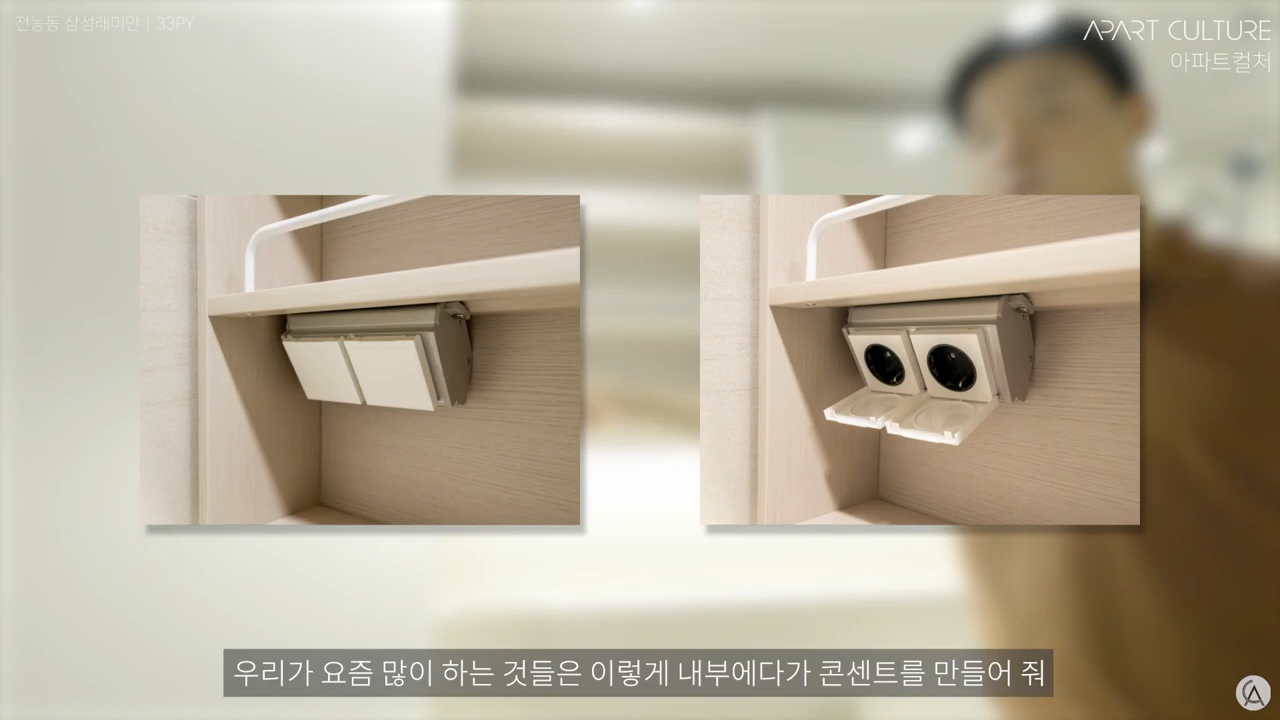 전농동 삼성래미안 | 33PY
APART CULTURE
아파트컬처
우리가 요즘 많이 하는 것들은 이렇게 내부에다가 콘센트를 만들어 줘
CA